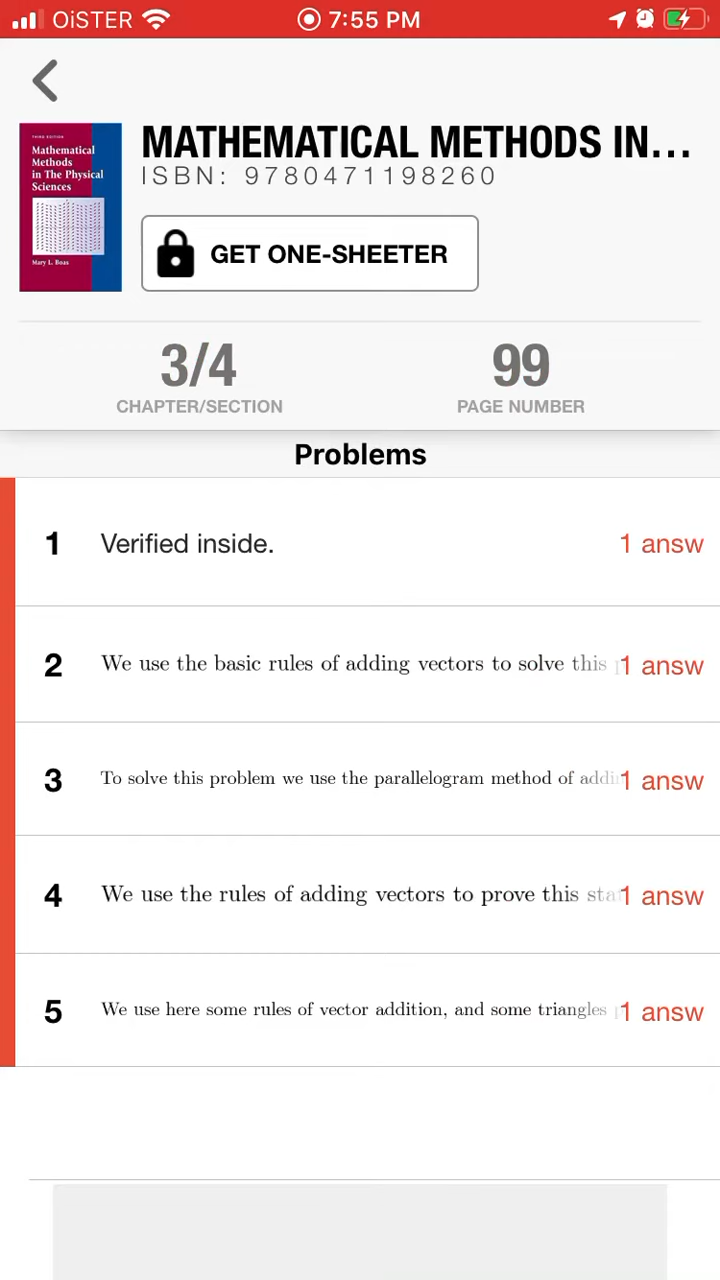 OiSTER
7:55 PM
THIRD EDITION
Mathematical
Methods
in The Physical
Sciences
Mary L. Boas
MATHEMATICAL METHODS IN...
ISBN: 9780471198260
GET ONE-SHEETER
3/4
CHAPTER/SECTION
99
PAGE NUMBER
Problems
1 Verified inside. 1 answ
2 We use the basic rules of adding vectors to solve this 1 answ
3 To solve this problem we use the parallelogram method of addi 1 answ
4 We use the rules of adding vectors to prove this sta 1 answ
5 We use here some rules of vector addition, and some triangles 1 answ